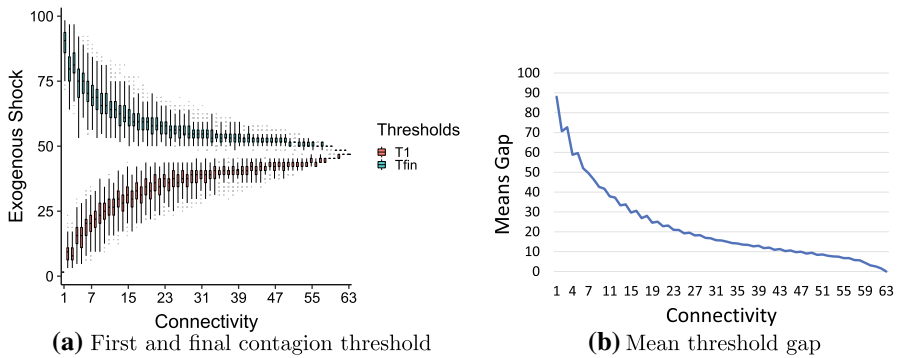 100
75
50
25
0
Exogenous Shock
1 7 15 23 31 39 47 55 63
Connectivity
Thresholds
T1
Tfin
(a) First and final contagion threshold
100
90
80
70
60
50
40
30
20
10
0
Means Gap
1 4 7 11 15 19 23 27 31 35 39 43 47 51 55 59 63
Connectivity
(b) Mean threshold gap